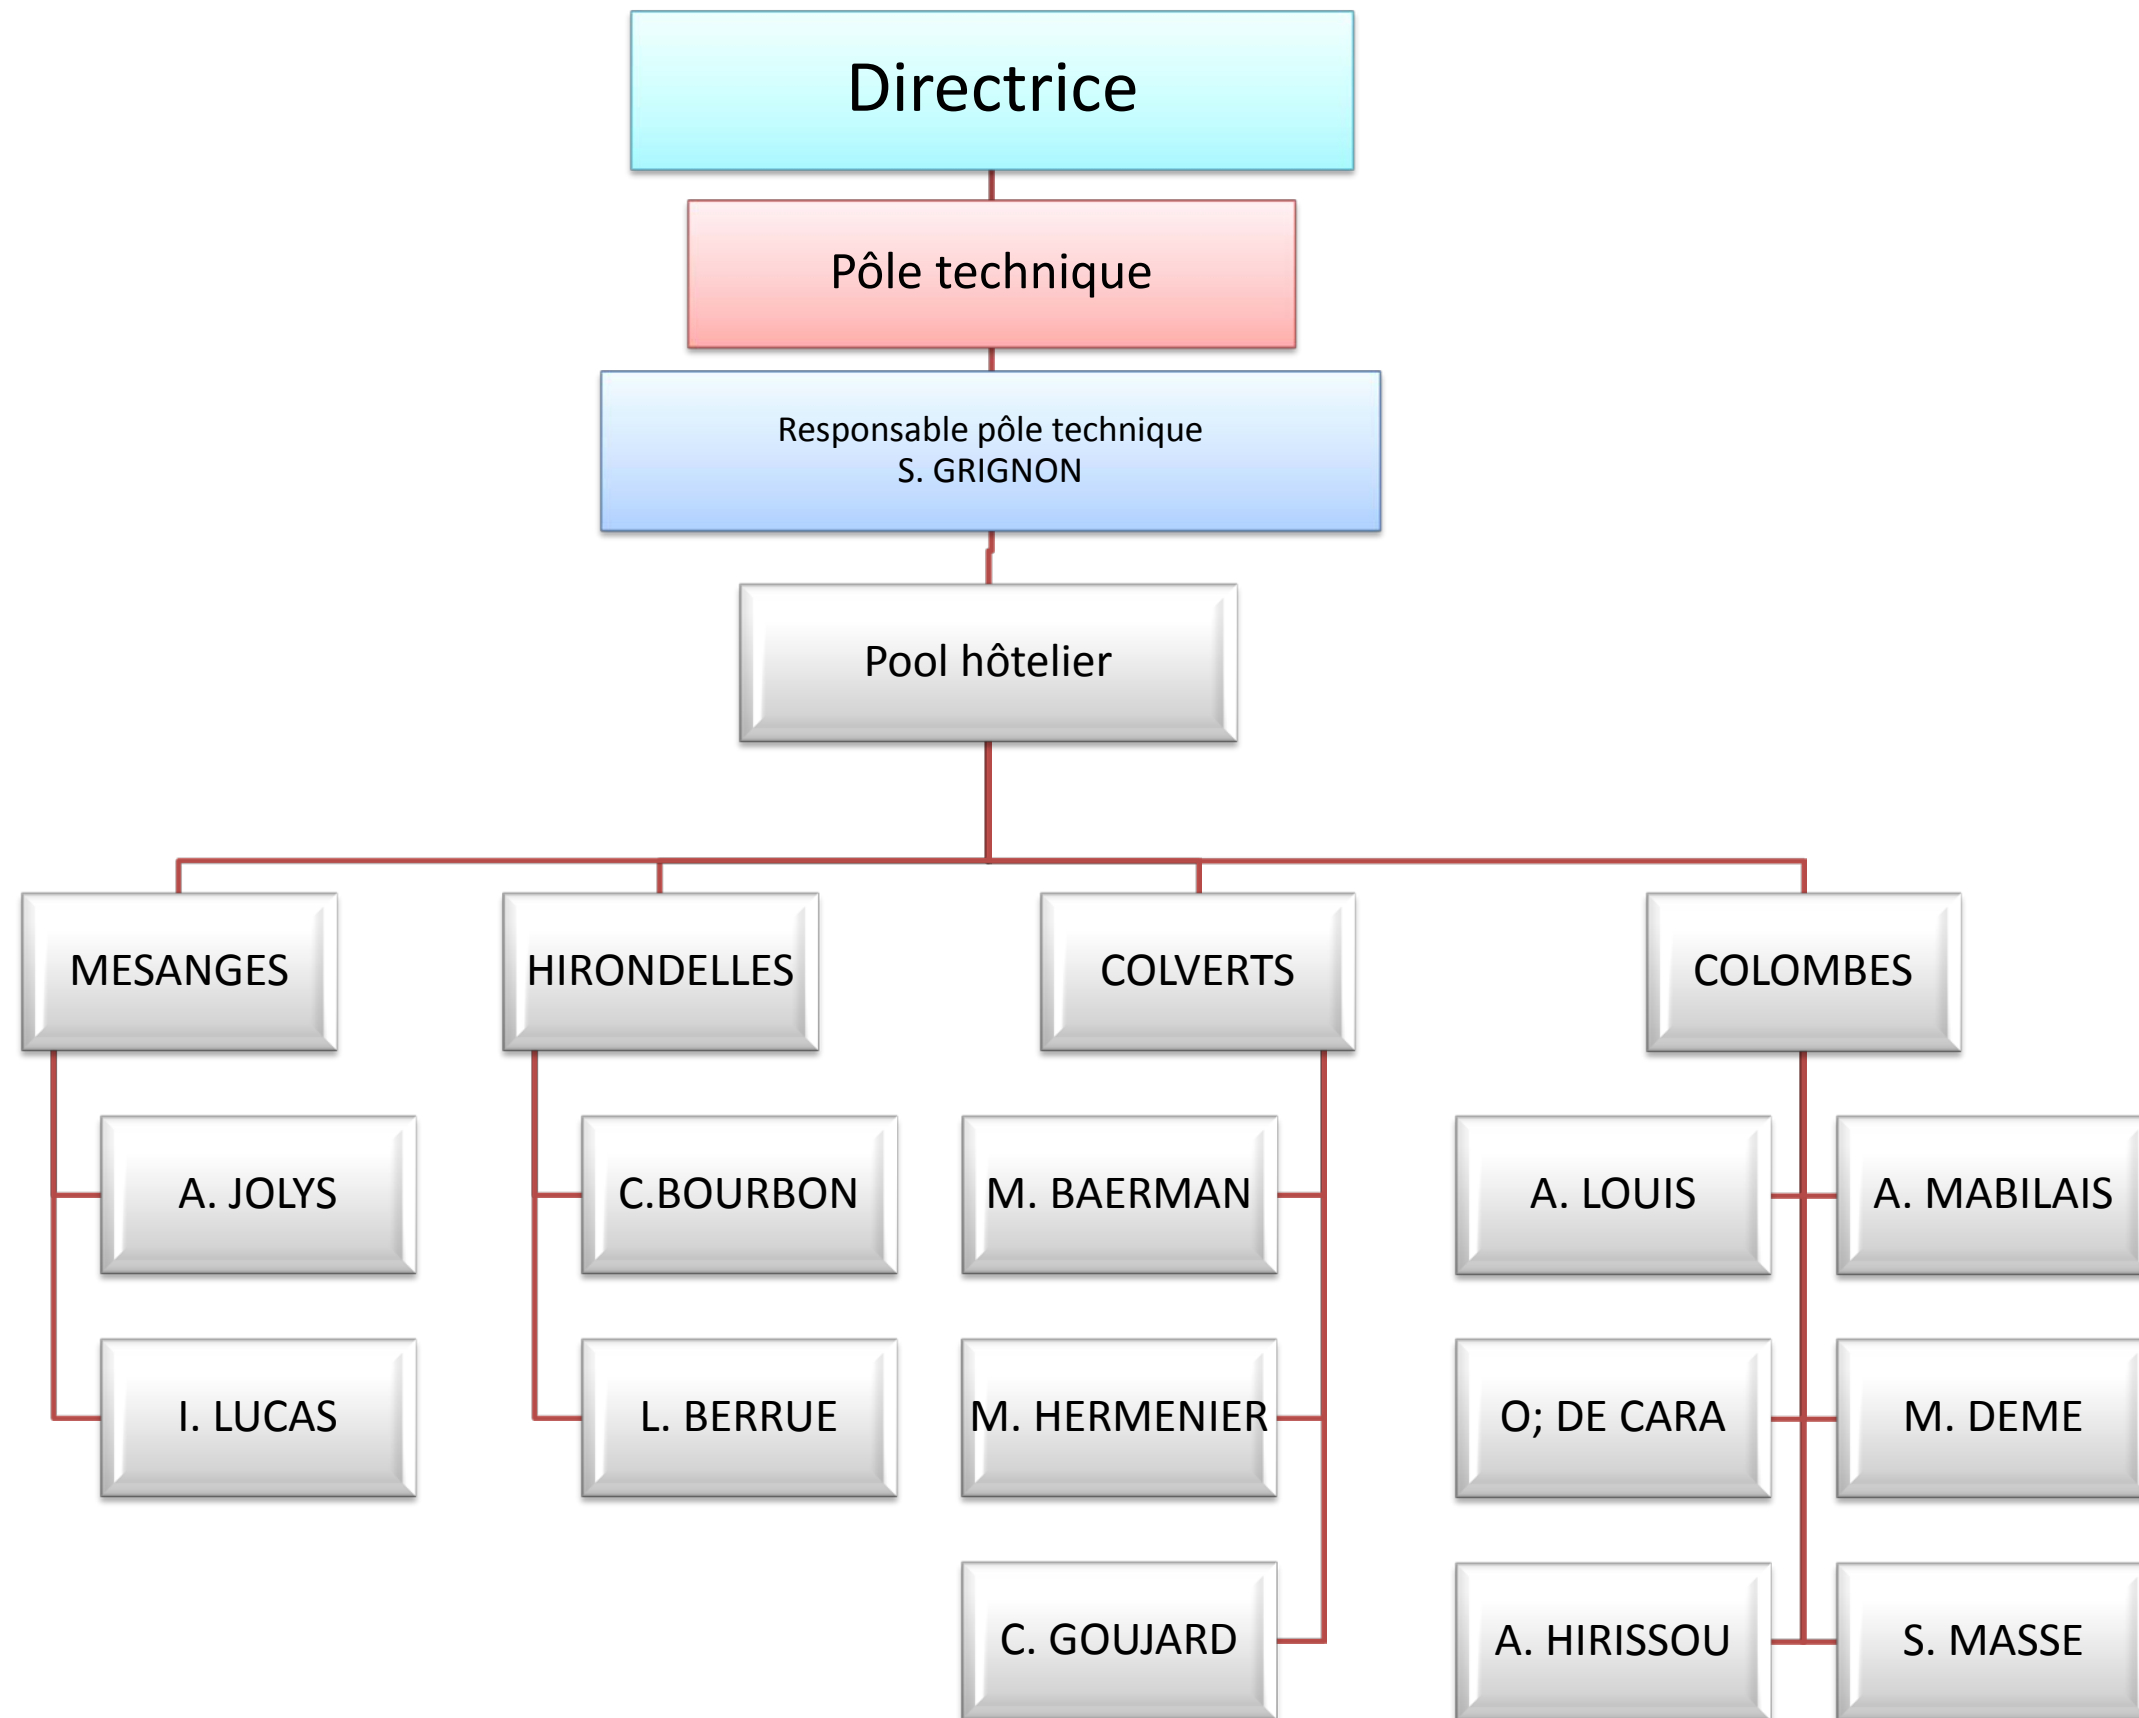 Directrice
Pôle technique
Responsable pôle technique
S. GRIGNON
Pool hôtelier
MESANGES
HIRONDELLES
COLVERTS
COLOMBES
A. JOLYS
C.BOURBON
M. BAERMAN
A. LOUIS
A. MABILAIS
I. LUCAS
L. BERRUE
M. HERMENIER
O; DE CARA
M. DEME
C. GOUJARD
A. HIRISSOU
S. MASSE